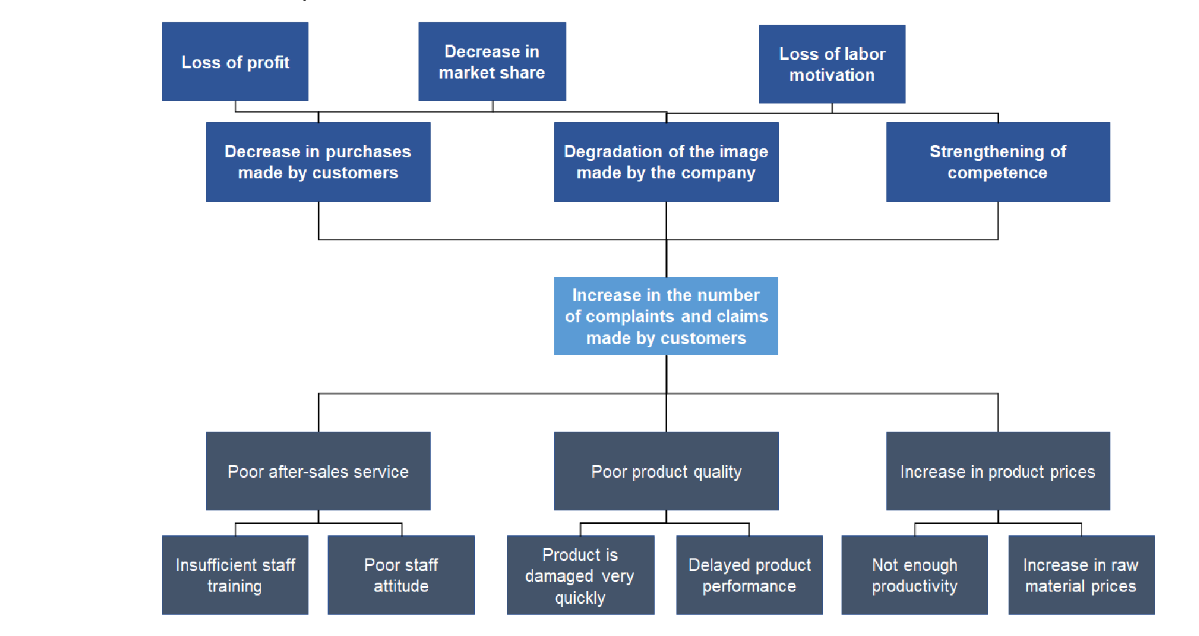 Loss of profit
Decrease in
market share
Loss of labor
motivation
Decrease in purchases
made by customers
Degradation of the image
made by the company
Strengthening of
competence
Increase in the number
of complaints and claims
made by customers
Poor after-sales service
Poor product quality
Increase in product prices
Insufficient staff
training
Poor staff
attitude
Product is
damaged very
quickly
Delayed product
performance
Not enough
productivity
Increase in raw
material prices